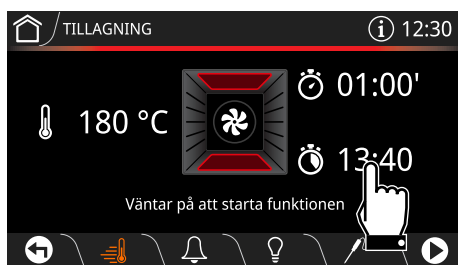 TILLAGNING
12:30
01:00'
180 °C
13:40
Väntar på att starta funktionen